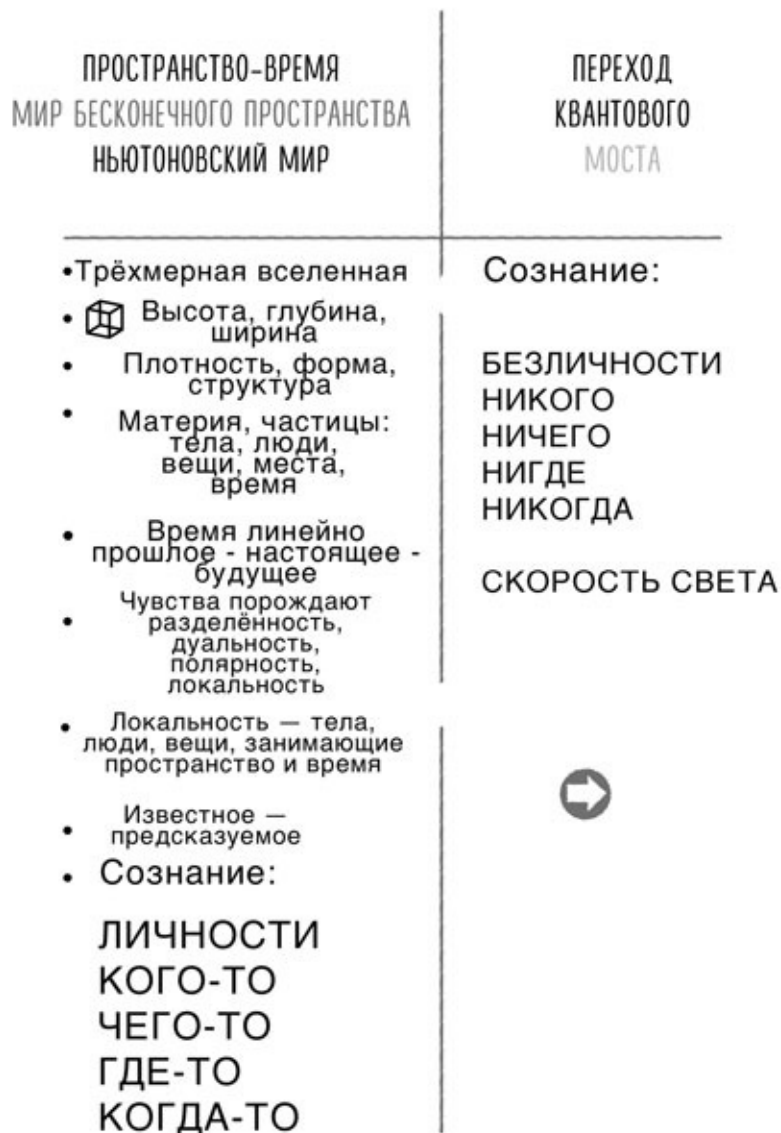 ПРОСТРАНСТВО-ВРЕМЯ
МИР БЕСКОНЕЧНОГО ПРОСТРАНСТВА
НЬЮТОНОВСКИЙ МИР
•Трёхмерная вселенная
• Высота, глубина,
ширина
• Плотность, форма,
структура
• Материя, частицы:
тела, люди,
вещи, места,
время
• Время линейно
прошлое - настоящее -
будущее
• Чувства порождают
разделённость,
дуальность,
полярность,
локальность
• Локальность — тела,
люди, вещи, занимающие
пространство и время
• Известное —
предсказуемое
• Сознание:
ЛИЧНОСТИ
КОГО-ТО
ЧЕГО-ТО
ГДЕ-ТО
КОГДА-ТО
ПЕРЕХОД
КВАНТОВОГО
МОСТА
Сознание:
БЕЗЛИЧНОСТИ
НИКОГО
НИЧЕГО
НИГДЕ
НИКОГДА
СКОРОСТЬ СВЕТА